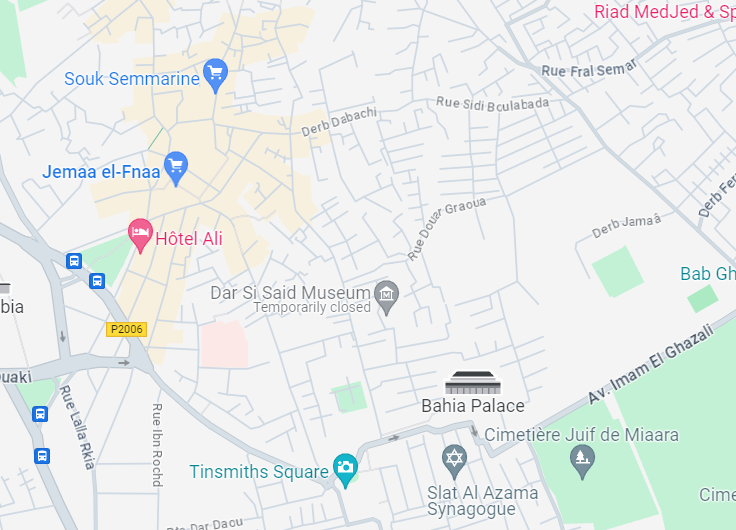 Riad MedJed & Sp
Souk Semmarine
Rue Fral Semar
Rue Sidi Boulabada
Derb Dabachi
Jemaa el-Fnaa
Derb Fer
Rue Douar Graoua
Derb Jamaâ
Hôtel Ali
Bab Gh
Dar Si Said Museum
Temporarily closed
bia
P2006
Av. Imam El Ghazali
Ouaki
Bahia Palace
Rue Lalla Rkia
Rue Ibn Rochd
Cimetière Juif de Miaara
Tinsmiths Square
Slat Al Azama
Synagogue
Cime
Dar Daou